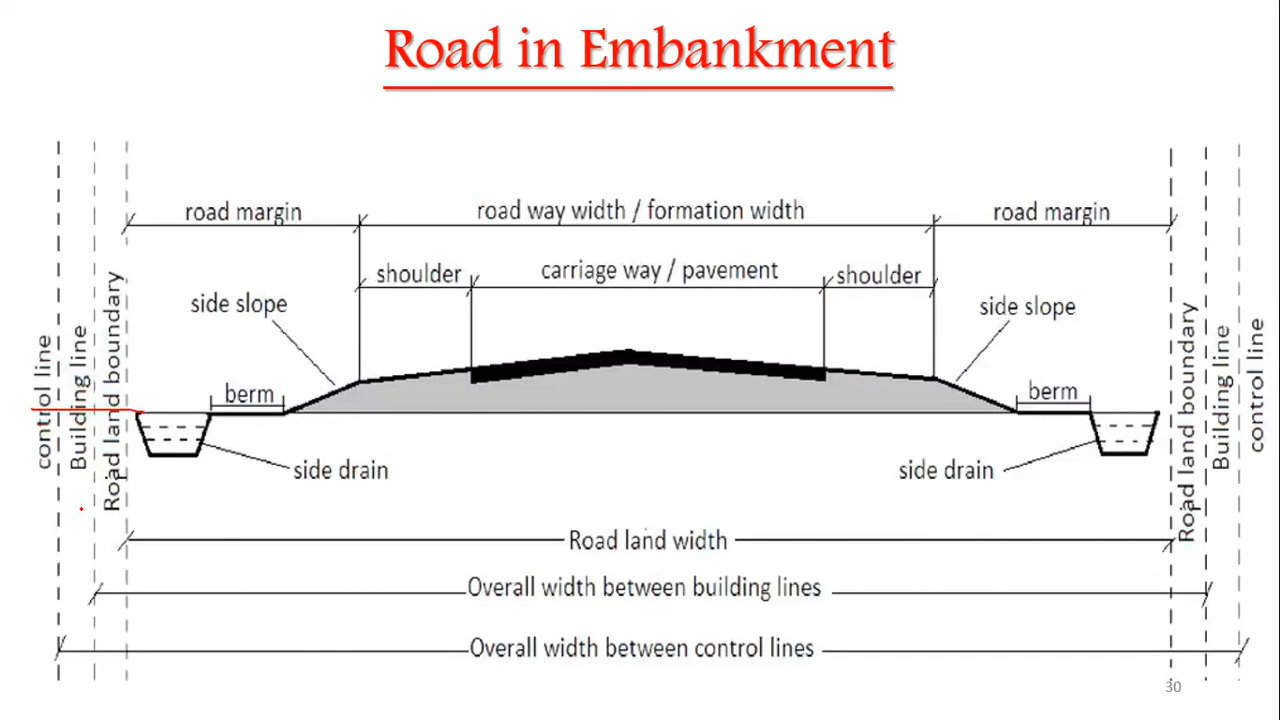 Road in Embankment
road margin
road way width / formation width
road margin
shoulder
carriage way / pavement
shoulder
side slope
side slope
control line
Building line
Road land boundary
berm
berm
Road land boundary
Building line
control line
side drain
side drain
Road land width
Overall width between building lines
Overall width between control lines
30